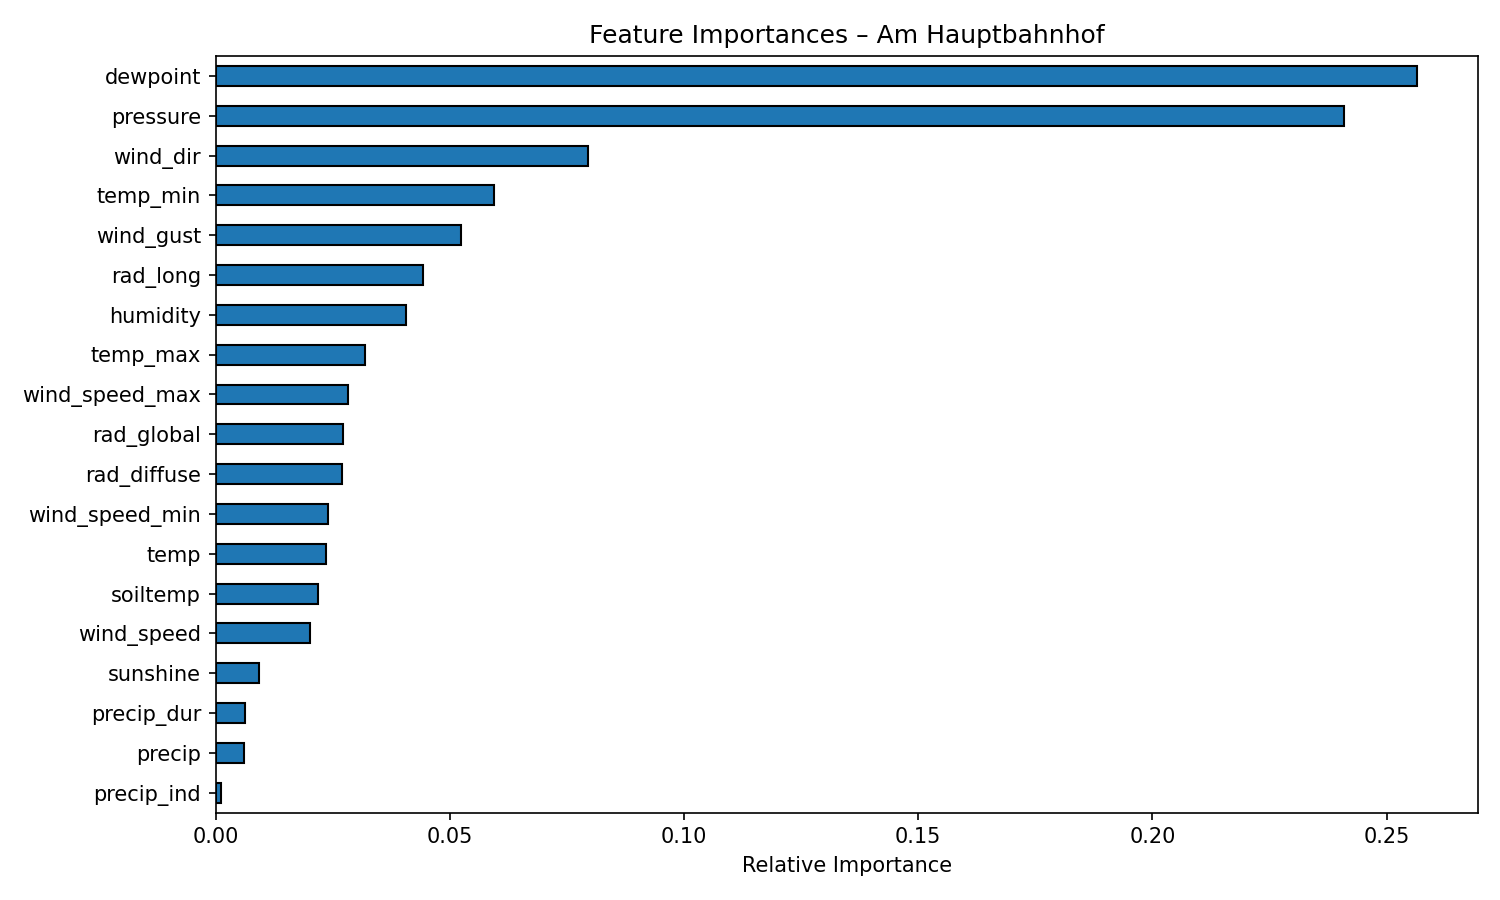 Feature Importances – Am Hauptbahnhof
dewpoint
pressure
wind_dir
temp_min
wind_gust
rad_long
humidity
temp_max
wind_speed_max
rad_global
rad_diffuse
wind_speed_min
temp
soiltemp
wind_speed
sunshine
precip_dur
precip
precip_ind
0.00 0.05 0.10 0.15 0.20 0.25
Relative Importance